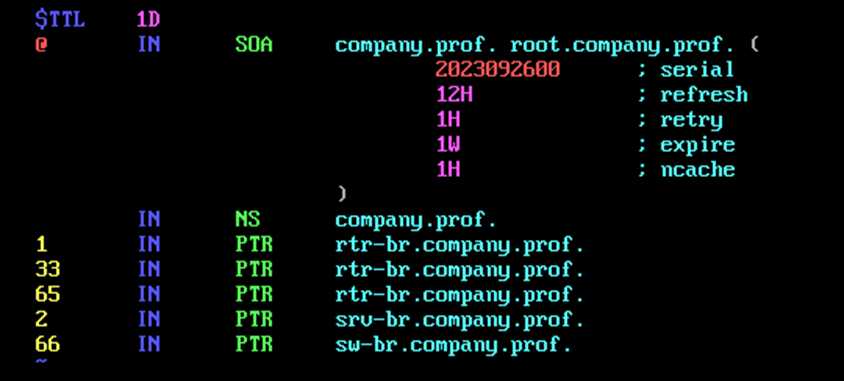 $TTL 1D
@ IN SOA company.prof. root.company.prof. (
2023092600 ; serial
12H ; refresh
1H ; retry
1W ; expire
1H ; ncache
)
IN NS company.prof.
1 IN PTR rtr-br.company.prof.
33 IN PTR rtr-br.company.prof.
65 IN PTR rtr-br.company.prof.
2 IN PTR srv-br.company.prof.
66 IN PTR sw-br.company.prof.
~